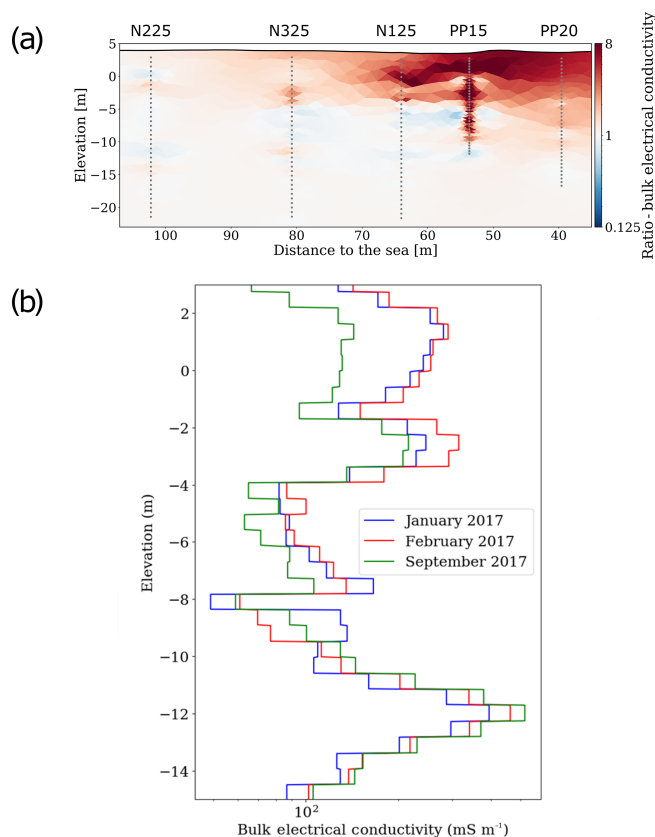 (a)
N225 N325 N125 PP15 PP20
5
0
−5
−10
−15
−20
Elevation [m]
100 90 80 70 60 50 40
Distance to the sea [m]
8
1
0.125
Ratio - bulk electrical conductivity
(b)
2
0
−2
−4
−6
−8
−10
−12
−14
Elevation (m)
January 2017
February 2017
September 2017
10²
Bulk electrical conductivity (mS m⁻¹)